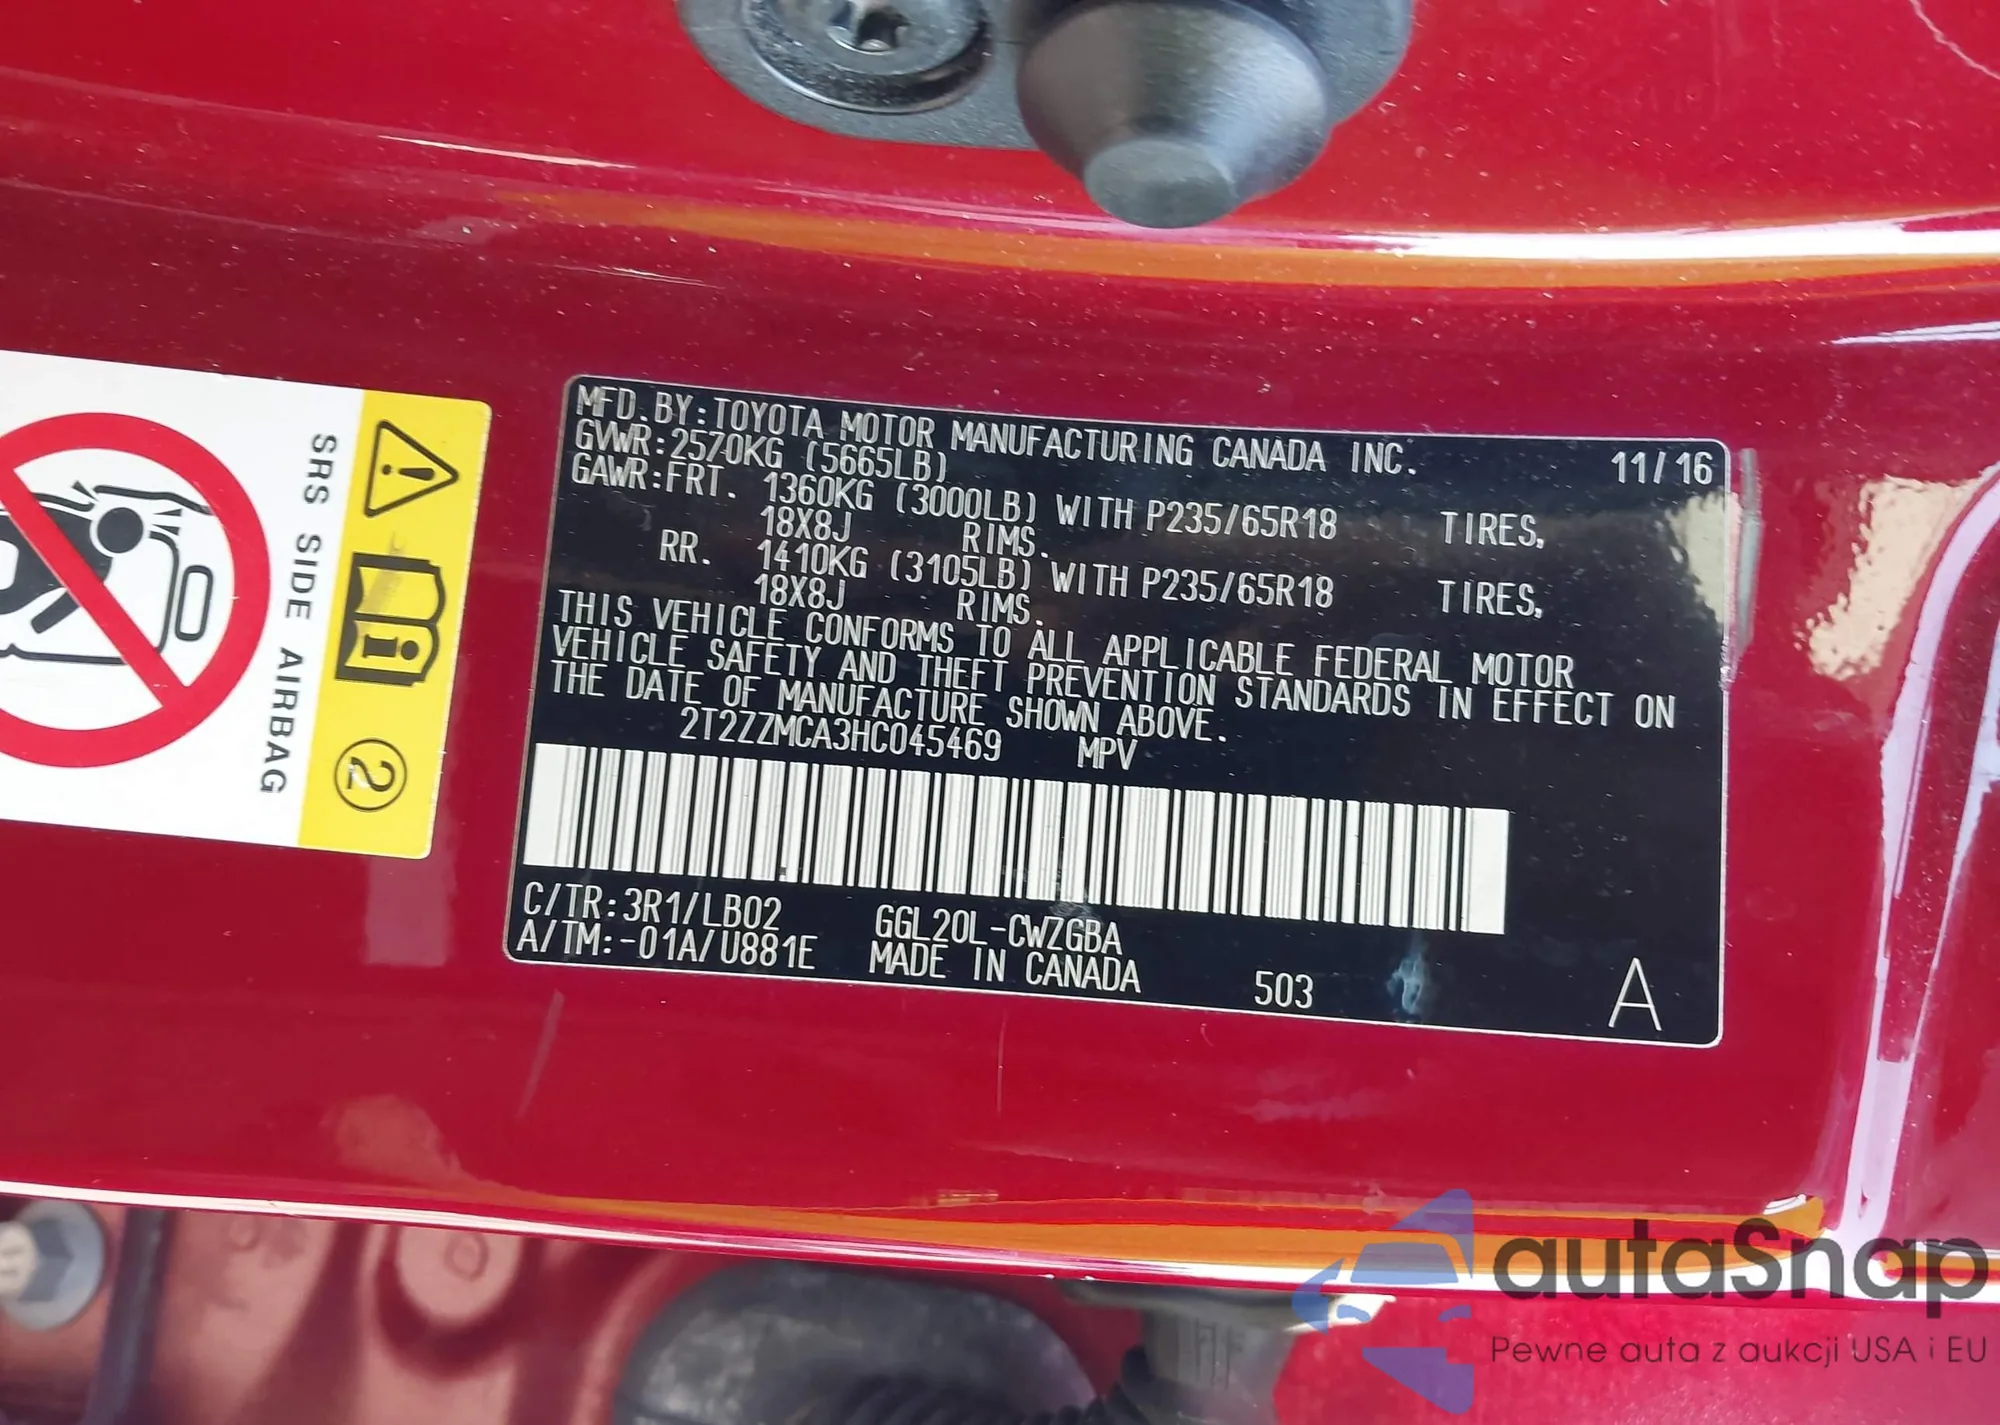 MFD. BY: TOYOTA MOTOR MANUFACTURING CANADA INC. 11/16
GVWR: 2570KG (5665LB)
GAWR: FRT. 1360KG (3000LB) WITH P235/65R18 TIRES,
18X8J RIMS.
RR. 1410KG (3105LB) WITH P235/65R18 TIRES,
18X8J RIMS.
THIS VEHICLE CONFORMS TO ALL APPLICABLE FEDERAL MOTOR
VEHICLE SAFETY AND THEFT PREVENTION STANDARDS IN EFFECT ON
THE DATE OF MANUFACTURE SHOWN ABOVE.
2T2ZZMCA3HC045469 MPV
C/TR: 3R1/LB02 GGL20L-CWZGBA
A/TM: -01A/U881E MADE IN CANADA 503 A
SRS SIDE AIRBAG
2
autaSnap
Pewne auta z aukcji USA i EU